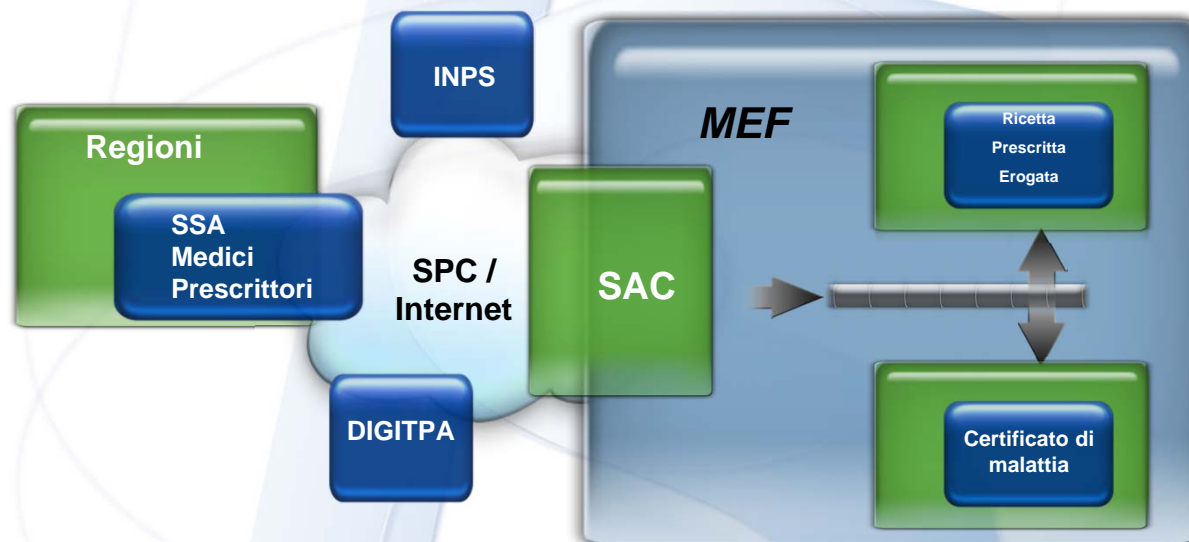 Regioni
SSA
Medici
Prescrittori
INPS
SPC /
Internet
DIGITPA
SAC
MEF
Ricetta
Prescritta
Erogata
Certificato di
malattia